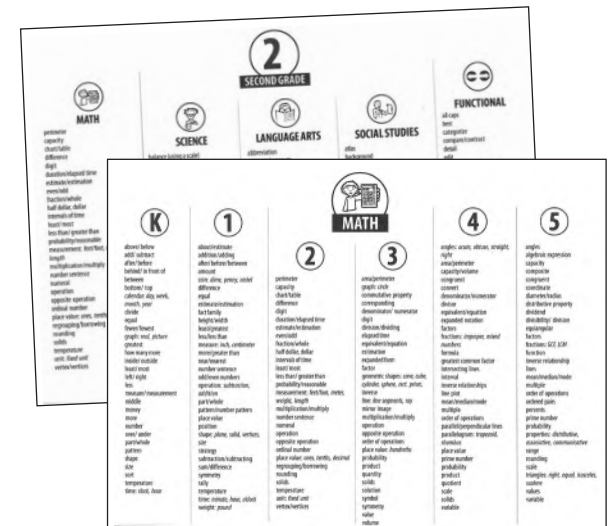 2
SECOND GRADE
MATH
perimeter
capacity
chart/table
difference
digit
duration/elapsed time
estimate/estimation
even/odd
fraction/whole
half dollar, dollar
intervals of time
least/most
less than/greater than
probability/reasonable
measurement: feet/foot,
length
multiplication/multiply
number sentence
numeral
operation
opposite operation
ordinal number
place value: ones, tenths,
regrouping/borrowing
rounding
solids
temperature
unit: fixed unit
vertex/vertices
SCIENCE
balance (using a scale)
LANGUAGE ARTS
abbreviation
SOCIAL STUDIES
atlas
background
FUNCTIONAL
all caps
best
categorize
compare/contrast
detail
edit
MATH
K
above/below
add/subtract
after/before
behind/in front of
between
bottom/top
calendar: day, week,
month, year
divide
equal
fewer/fewest
graph: real, picture
greatest
how many more
inside/outside
least/most
left/right
less
measure/measurement
middle
money
more
number
over/under
part/whole
pattern
shape
size
sort
temperature
time: clock, hour
1
about/estimate
addition/adding
after/before/between
amount
coin: dime, penny, nickel
difference
equal
estimate/estimation
fact family
height/width
least/greatest
less/less than
measure: inch, centimeter
more/greater than
near/nearest
number sentence
odd/even numbers
operation: subtraction,
addition
part/whole
pattern/number pattern
place value
position
shape: plane, solid, vertices,
size
strategy
subtraction/subtracting
sum/difference
symmetry
tally
temperature
time: minute, hour, o'clock
weight: pound
2
perimeter
capacity
chart/table
difference
digit
duration/elapsed time
estimate/estimation
even/odd
fraction/whole
half dollar, dollar
intervals of time
least/most
less than/greater than
probability/reasonable
measurement: feet/foot, meter,
weight, length
multiplication/multiply
number sentence
numeral
operation
opposite operation
ordinal number
place value: ones, tenths, decimal
regrouping/borrowing
rounding
solids
temperature
unit: fixed unit
vertex/vertices
3
area/perimeter
graph: circle
commutative property
corresponding
denominator/numerator
digit
division/dividing
elapsed time
equivalent/equation
estimation
expanded form
factor
geometric shapes: cone, cube,
cylinder, sphere, rect. prism,
inverse
line: line segments, ray
mirror image
multiplication/multiply
operation
opposite operation
order of operations
place value: hundredths
probability
product
quantity
solids
solution
symbol
symmetry
value
volume
4
angles: acute, obtuse, straight,
right
area/perimeter
capacity/volume
congruent
convert
denominator/numerator
divisor
equivalent/equation
expanded notation
factors
fractions: improper, mixed
numbers
formula
greatest common factor
intersecting lines
interval
inverse relationships
line plot
mean/median/mode
multiple
order of operations
parallel/perpendicular lines
parallelogram: trapezoid,
rhombus
place value
prime number
probability
product
quotient
scale
solids
variable
5
angles
algebraic expression
capacity
composite
congruent
coordinate
diameter/radius
distributive property
dividend
divisibility/division
equiangular
factors
fractions: GCF, LCM
function
inverse relationship
lines
mean/median/mode
multiple
order of operations
ordered pairs
percents
prime number
probability
properties: distributive,
associative, commutative
range
rounding
scale
triangles: right, equal, isosceles,
scalene
values
variable